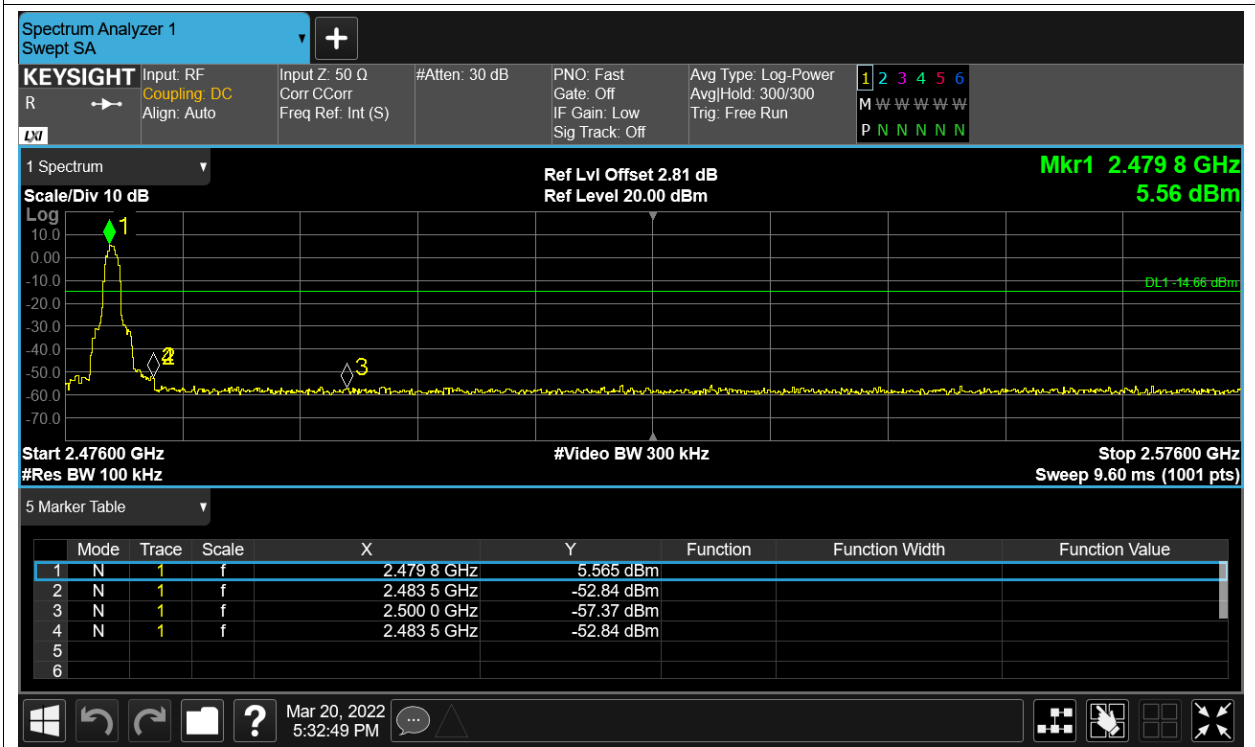 Spectrum Analyzer 1
Swept SA
KEYSIGHT
R
LXI
Input: RF
Coupling: DC
Align: Auto
Input Z: 50 Ω
Corr CCorr
Freq Ref: Int (S)
#Atten: 30 dB
PNO: Fast
Gate: Off
IF Gain: Low
Sig Track: Off
Avg Type: Log-Power
Avg|Hold: 300/300
Trig: Free Run
1 2 3 4 5 6
M W W W W W
P N N N N N
1 Spectrum
Scale/Div 10 dB
Ref Lvl Offset 2.81 dB
Ref Level 20.00 dBm
Mkr1 2.479 8 GHz
5.56 dBm
Log
10.0
0.00
-10.0
-20.0
-30.0
-40.0
-50.0
-60.0
-70.0
1
2
3
DL1 -14.66 dBm
Start 2.47600 GHz
#Video BW 300 kHz
Stop 2.57600 GHz
#Res BW 100 kHz
Sweep 9.60 ms (1001 pts)
5 Marker Table
Mode Trace Scale X Y Function Function Width Function Value
1 N 1 f 2.479 8 GHz 5.565 dBm
2 N 1 f 2.483 5 GHz -52.84 dBm
3 N 1 f 2.500 0 GHz -57.37 dBm
4 N 1 f 2.483 5 GHz -52.84 dBm
5
6
?
Mar 20, 2022
5:32:49 PM